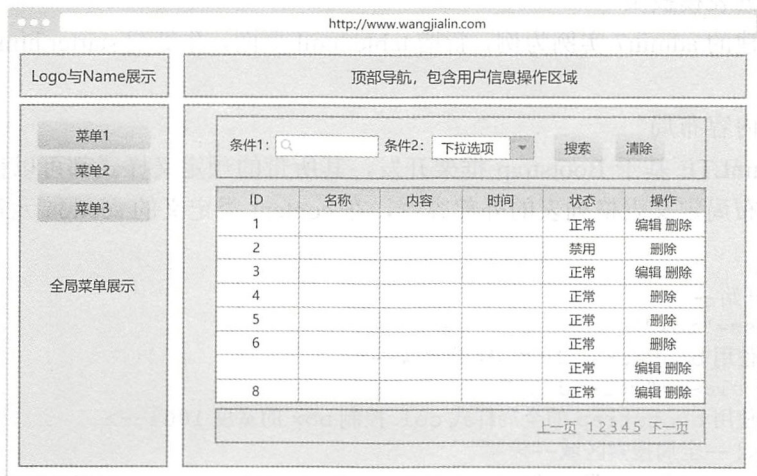 http://www.wangjialin.com
Logo与Name展示
顶部导航，包含用户信息操作区域
菜单1
菜单2
菜单3
全局菜单展示
条件1： 条件2： 下拉选项 搜索 清除
ID 名称 内容 时间 状态 操作
1 正常 编辑 删除
2 禁用 删除
3 正常 编辑 删除
4 正常 删除
5 正常 删除
6 正常 删除
正常 编辑 删除
8 正常 编辑 删除
上一页 1 2 3 4 5 下一页